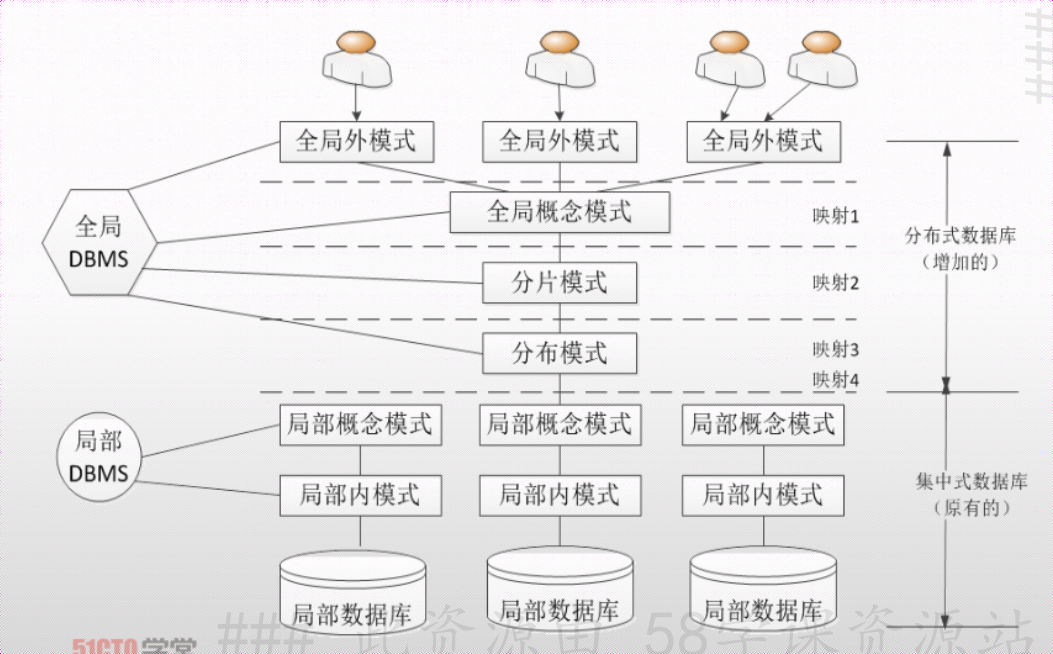 全局外模式 全局外模式 全局外模式
全局
DBMS
全局概念模式
映射1
分布式数据库
（增加的）
分片模式
映射2
分布模式
映射3
映射4
局部
DBMS
局部概念模式 局部概念模式 局部概念模式
局部内模式 局部内模式 局部内模式
集中式数据库
（原有的）
局部数据库 局部数据库 局部数据库
51CTO学堂
### 此资源由 58学课资源站
###